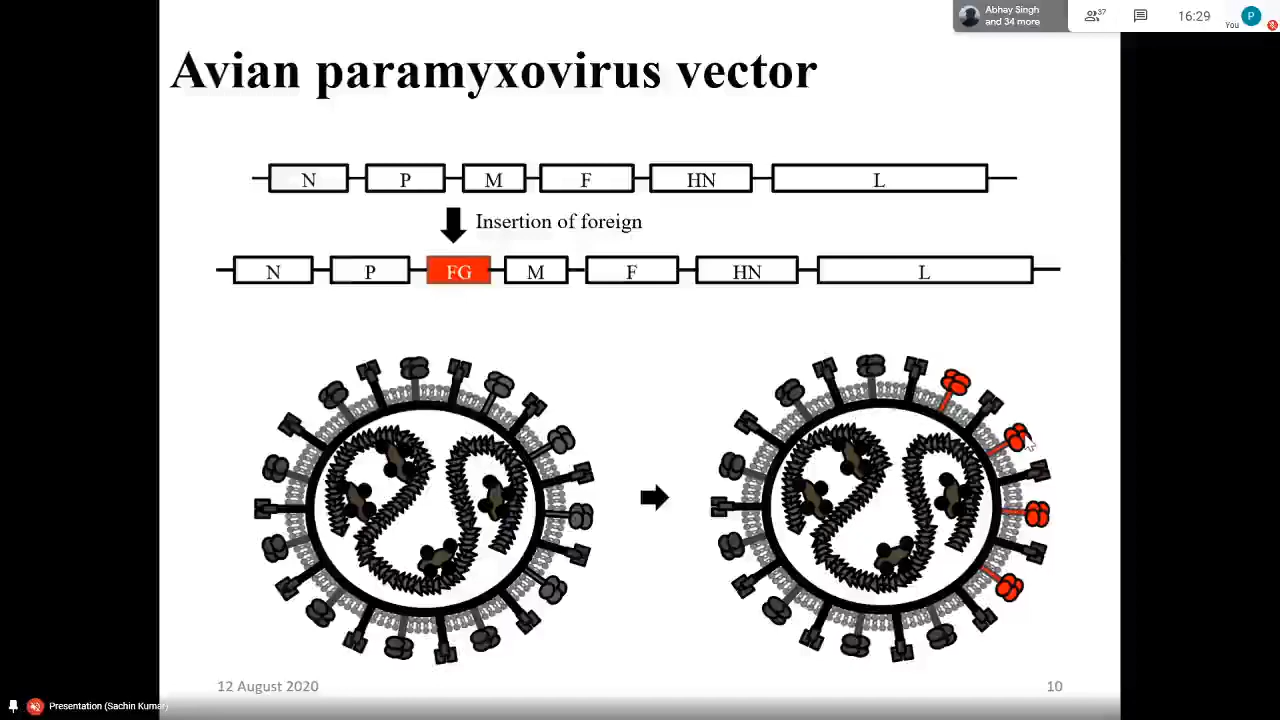 Abhay Singh
and 34 more
37
16:29
You
P
Avian paramyxovirus vector
N P M F HN L
Insertion of foreign
N P FG M F HN L
12 August 2020
10
Presentation (Sachin Kumar)